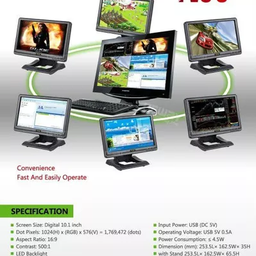 Convenience
Fast And Easily Operate
SPECIFICATION
Screen Size: Digital 10.1 inch
Dot Pixels: 1024(H) x (RGB) x 576(V) = 1,769,472 (dots)
Aspect Ratio: 16:9
Contrast: 500:1
LED Backlight
Input Power: USB (DC 5V)
Operating Voltage: USB 5V 0.5A
Power Consumption: ≤ 4.5W
Dimension (mm): 253.5L× 162.5W× 35H
with Stand 253.5L× 162.5W× 65.5H